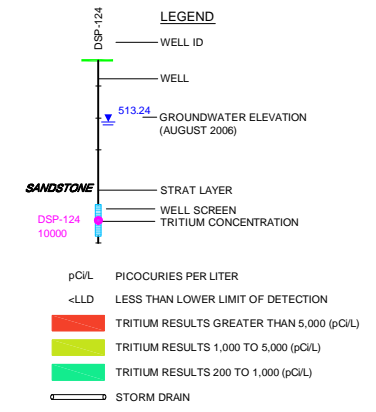 LEGEND
DSP-124
WELL ID
WELL
513.24
GROUNDWATER ELEVATION
(AUGUST 2006)
SANDSTONE
STRAT LAYER
WELL SCREEN
DSP-124
TRITIUM CONCENTRATION
10000
pCi/L PICOCURIES PER LITER
<LLD LESS THAN LOWER LIMIT OF DETECTION
TRITIUM RESULTS GREATER THAN 5,000 (pCi/L)
TRITIUM RESULTS 1,000 TO 5,000 (pCi/L)
TRITIUM RESULTS 200 TO 1,000 (pCi/L)
STORM DRAIN